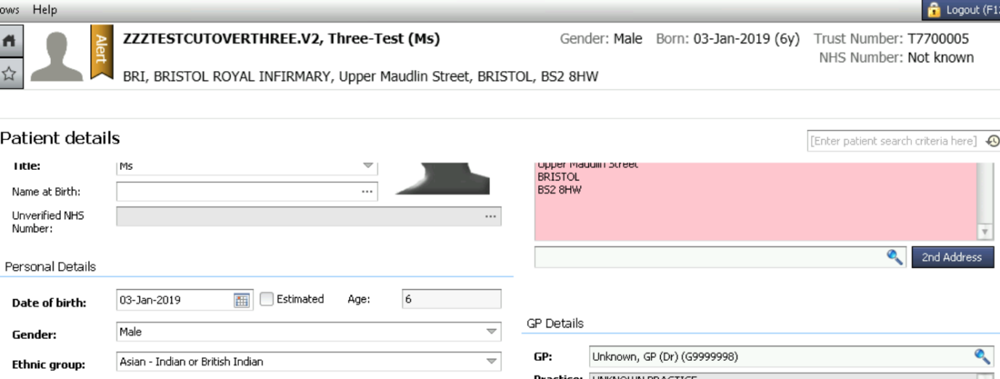 ows Help
Logout (F1
Alert
ZZZTESTCUTOVERTHREE.V2, Three-Test (Ms)
Gender: Male Born: 03-Jan-2019 (6y) Trust Number: T7700005
NHS Number: Not known
BRI, BRISTOL ROYAL INFIRMARY, Upper Maudlin Street, BRISTOL, BS2 8HW
Patient details
[Enter patient search criteria here]
Title: Ms
Name at Birth: ...
Unverified NHS Number: ...
Upper Maudlin Street
BRISTOL
BS2 8HW
2nd Address
Personal Details
Date of birth: 03-Jan-2019 Estimated Age: 6
Gender: Male
Ethnic group: Asian - Indian or British Indian
GP Details
GP: Unknown, GP (Dr) (G9999998)
Practice: UNKNOWN PRACTICE